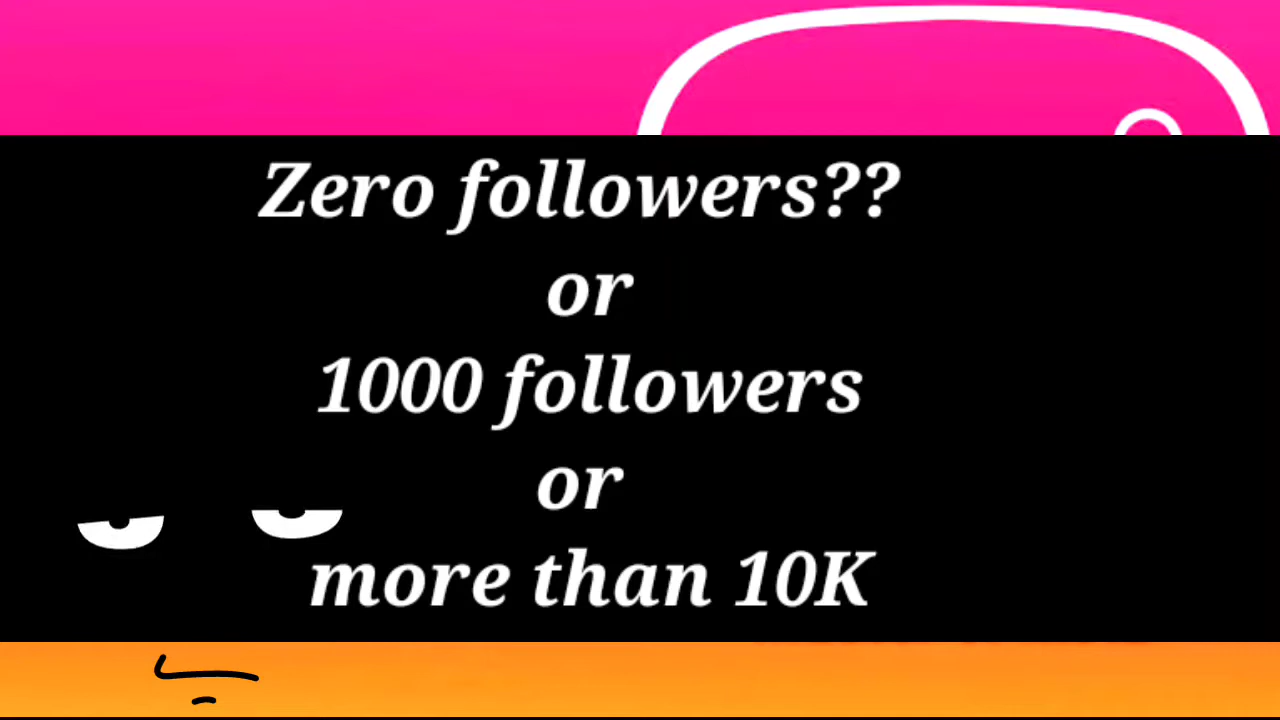 Zero followers??
or
1000 followers
or
more than 10K